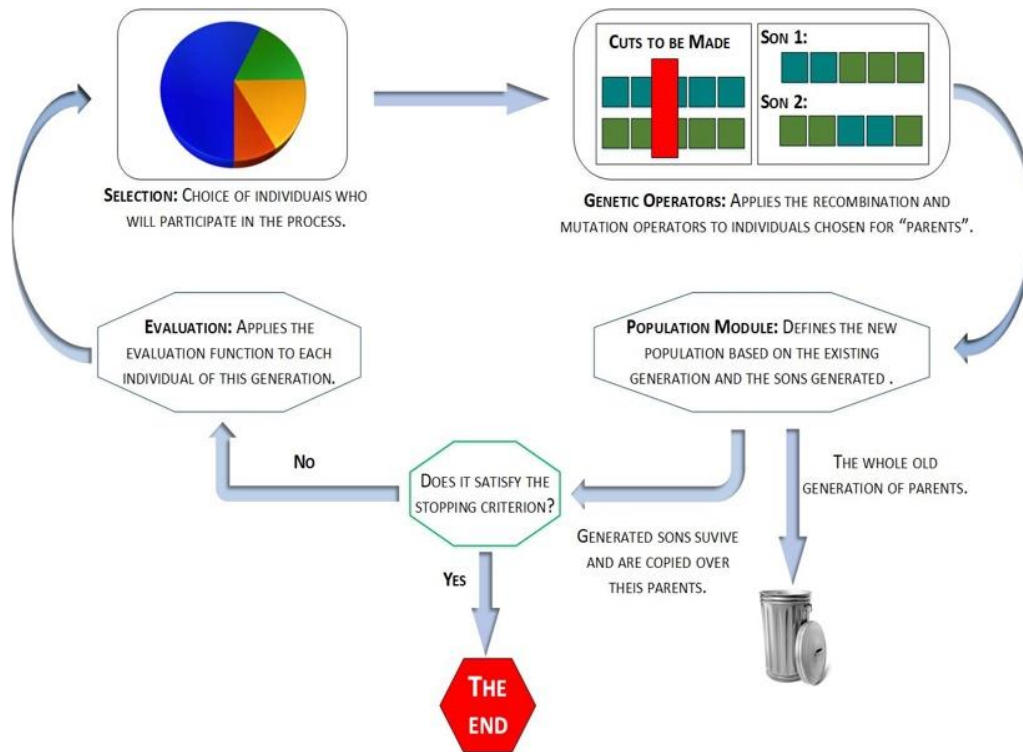 CUTS TO BE MADE
SON 1:
SON 2:
SELECTION: CHOICE OF INDIVIDUAIS WHO
WILL PARTICIPATE IN THE PROCESS.
GENETIC OPERATORS: APPLIES THE RECOMBINATION AND
MUTATION OPERATORS TO INDIVIDUALS CHOSEN FOR “PARENTS”.
EVALUATION: APPLIES THE
EVALUATION FUNCTION TO EACH
INDIVIDUAL OF THIS GENERATION.
POPULATION MODULE: DEFINES THE NEW
POPULATION BASED ON THE EXISTING
GENERATION AND THE SONS GENERATED .
NO
DOES IT SATISFY THE
STOPPING CRITERION?
THE WHOLE OLD
GENERATION OF PARENTS.
GENERATED SONS SUVIVE
AND ARE COPIED OVER
THEIS PARENTS.
YES
THE
END